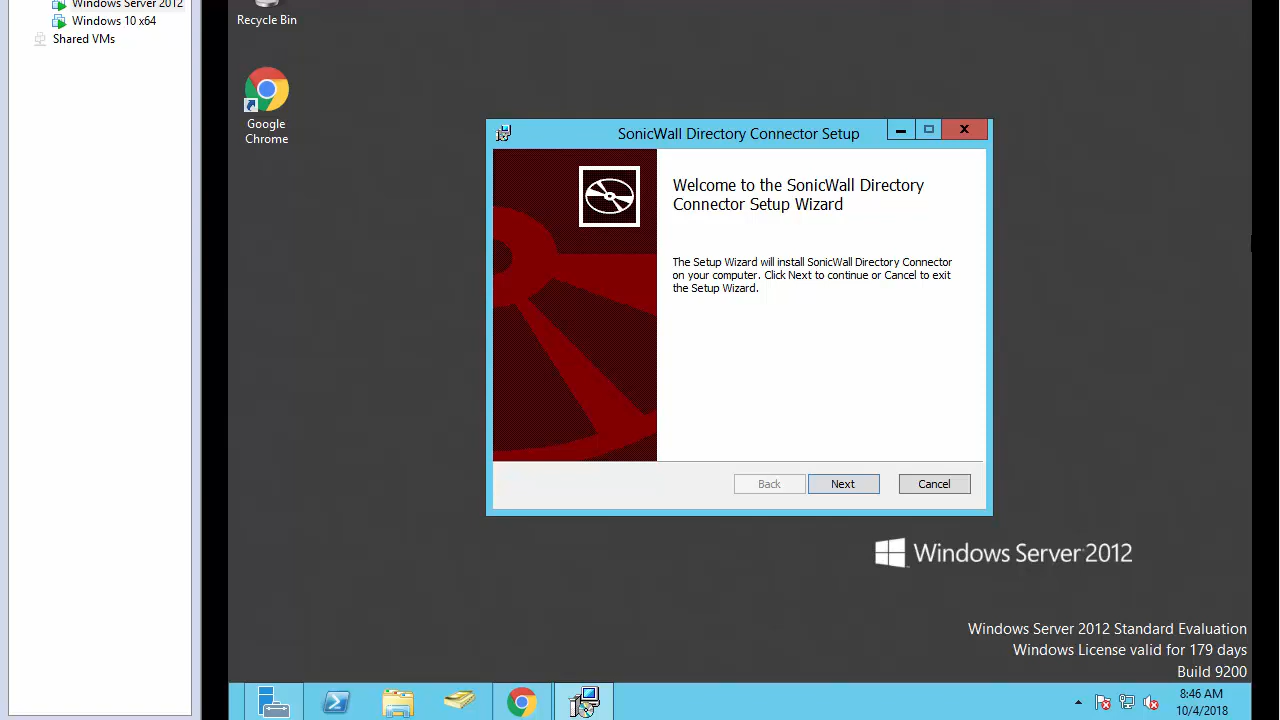 Windows Server 2012
Windows 10 x64
Shared VMs
Recycle Bin
Google
Chrome
SonicWall Directory Connector Setup
Welcome to the SonicWall Directory
Connector Setup Wizard
The Setup Wizard will install SonicWall Directory Connector
on your computer. Click Next to continue or Cancel to exit
the Setup Wizard.
Back
Next
Cancel
Windows Server 2012
Windows Server 2012 Standard Evaluation
Windows License valid for 179 days
Build 9200
8:46 AM
10/4/2018